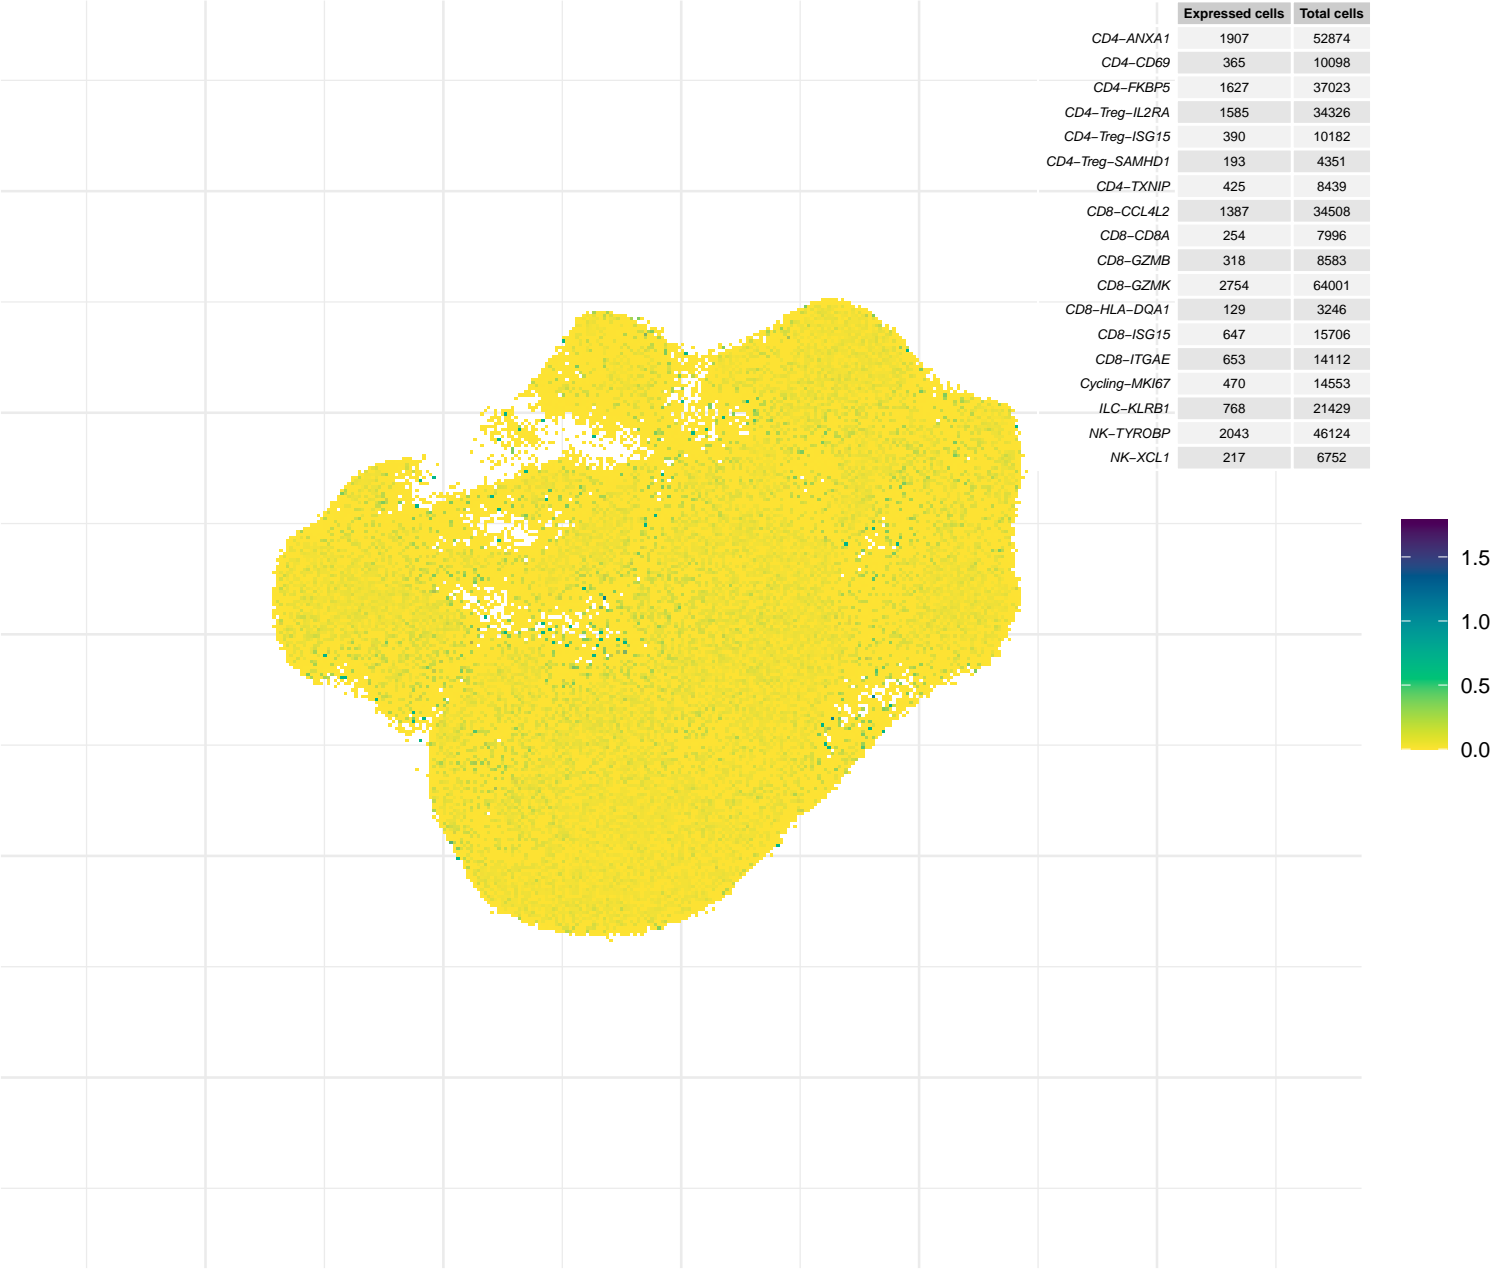 Expressed cells Total cells
CD4−ANXA1 1907 52874
CD4−CD69 365 10098
CD4−FKBP5 1627 37023
CD4−Treg−IL2RA 1585 34326
CD4−Treg−ISG15 390 10182
CD4−Treg−SAMHD1 193 4351
CD4−TXNIP 425 8439
CD8−CCL4L2 1387 34508
CD8−CD8A 254 7996
CD8−GZMB 318 8583
CD8−GZMK 2754 64001
CD8−HLA−DQA1 129 3246
CD8−ISG15 647 15706
CD8−ITGAE 653 14112
Cycling−MKI67 470 14553
ILC−KLRB1 768 21429
NK−TYROBP 2043 46124
NK−XCL1 217 6752
1.5
1.0
0.5
0.0